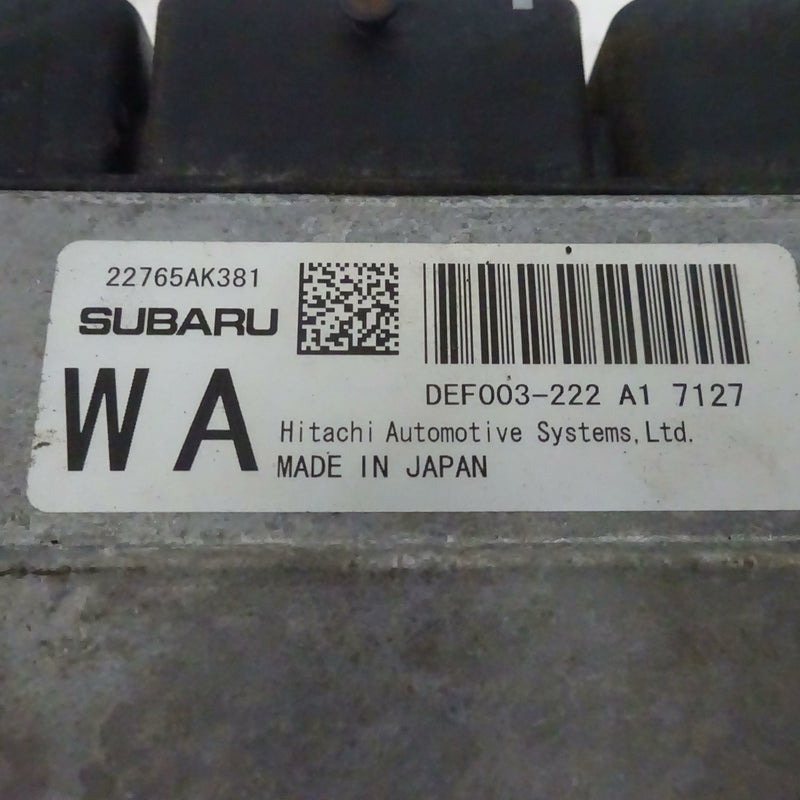 22765AK381
SUBARU
WA
DEF003-222 A1 7127
Hitachi Automotive Systems,Ltd.
MADE IN JAPAN